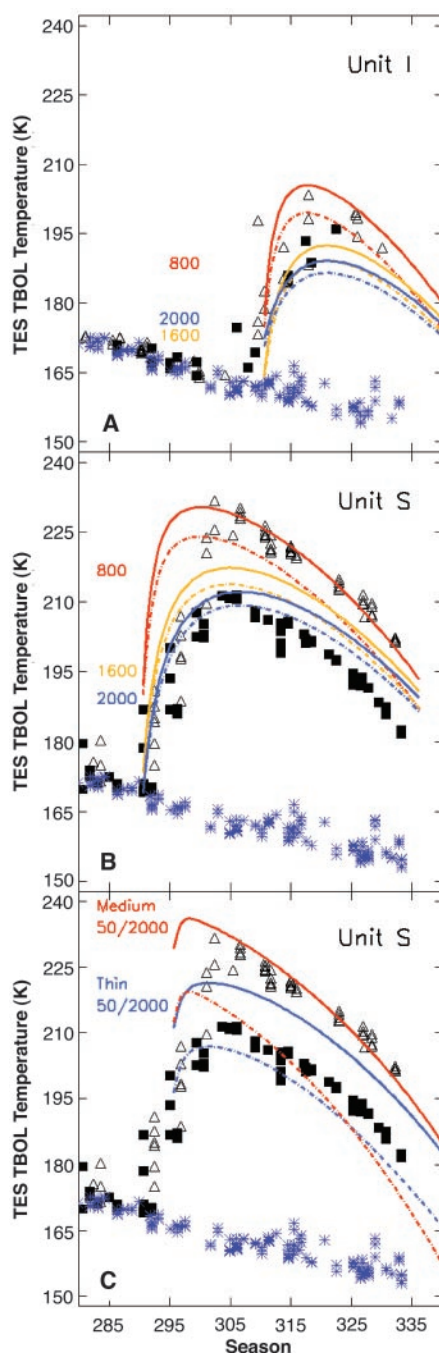 240
Unit I
225
210
TES TBOL Temperature (K)
195
800
180
2000
1600
165
150
A
240
Unit S
225
800
210
TES TBOL Temperature (K)
195
1600
2000
180
165
150
B
240
Medium
50/2000
Unit S
225
Thin
50/2000
210
TES TBOL Temperature (K)
195
180
165
150
C
285 295 305 315 325 335
Season